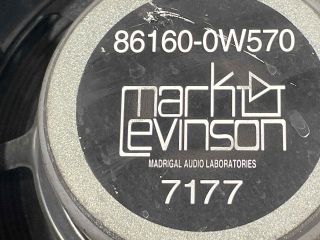 86160-0W570
mark
Levinson
MADRIGAL AUDIO LABORATORIES
7177